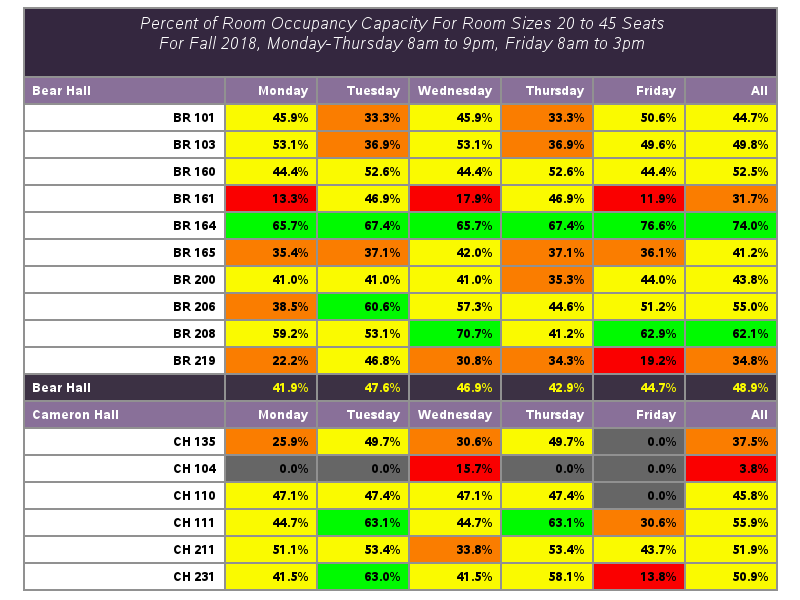 Percent of Room Occupancy Capacity For Room Sizes 20 to 45 Seats
For Fall 2018, Monday-Thursday 8am to 9pm, Friday 8am to 3pm
Bear Hall Monday Tuesday Wednesday Thursday Friday All
BR 101 45.9% 33.3% 45.9% 33.3% 50.6% 44.7%
BR 103 53.1% 36.9% 53.1% 36.9% 49.6% 49.8%
BR 160 44.4% 52.6% 44.4% 52.6% 44.4% 52.5%
BR 161 13.3% 46.9% 17.9% 46.9% 11.9% 31.7%
BR 164 65.7% 67.4% 65.7% 67.4% 76.6% 74.0%
BR 165 35.4% 37.1% 42.0% 37.1% 36.1% 41.2%
BR 200 41.0% 41.0% 41.0% 35.3% 44.0% 43.8%
BR 206 38.5% 60.6% 57.3% 44.6% 51.2% 55.0%
BR 208 59.2% 53.1% 70.7% 41.2% 62.9% 62.1%
BR 219 22.2% 46.8% 30.8% 34.3% 19.2% 34.8%
Bear Hall 41.9% 47.6% 46.9% 42.9% 44.7% 48.9%
Cameron Hall Monday Tuesday Wednesday Thursday Friday All
CH 135 25.9% 49.7% 30.6% 49.7% 0.0% 37.5%
CH 104 0.0% 0.0% 15.7% 0.0% 0.0% 3.8%
CH 110 47.1% 47.4% 47.1% 47.4% 0.0% 45.8%
CH 111 44.7% 63.1% 44.7% 63.1% 30.6% 55.9%
CH 211 51.1% 53.4% 33.8% 53.4% 43.7% 51.9%
CH 231 41.5% 63.0% 41.5% 58.1% 13.8% 50.9%